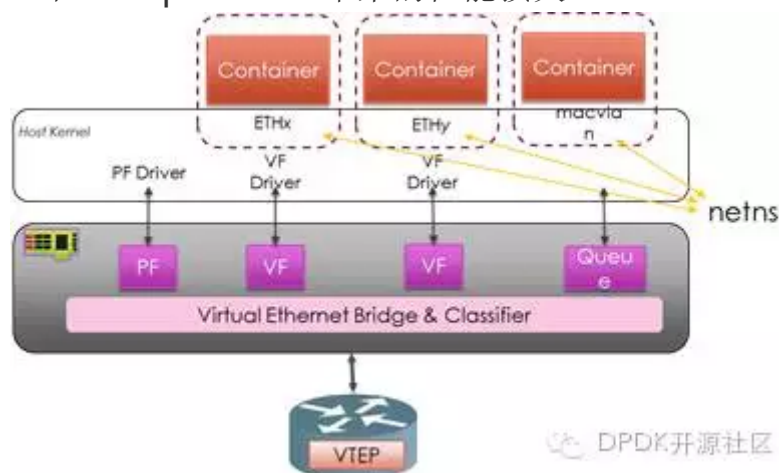 Container
Container
Container
Host Kernel
ETHx
ETHy
macvla
n
PF Driver
VF
Driver
VF
Driver
netns
PF
VF
VF
Queu
e
Virtual Ethernet Bridge & Classifier
VTEP
DPDK开源社区